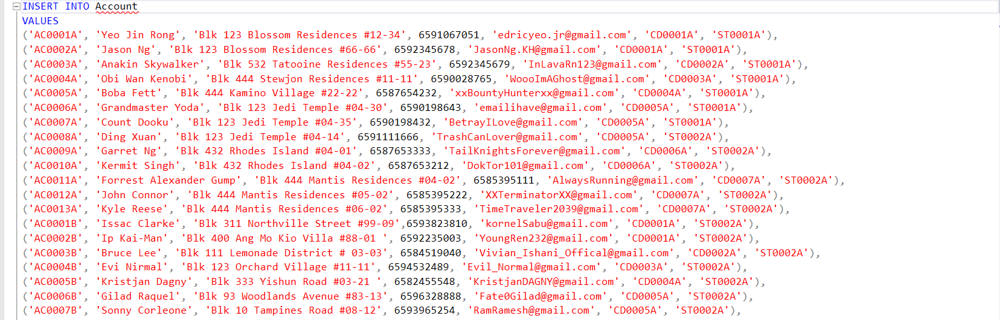 INSERT INTO Account
VALUES
('AC0001A', 'Yeo Jin Rong', 'Blk 123 Blossom Residences #12-34', 6591067051, 'edricyeo.jr@gmail.com', 'CD0001A', 'ST0001A'),
('AC0002A', 'Jason Ng', 'Blk 123 Blossom Residences #66-66', 6592345678, 'JasonNg.KH@gmail.com', 'CD0001A', 'ST0001A'),
('AC0003A', 'Anakin Skywalker', 'Blk 532 Tatooine Residences #55-23', 6592345679, 'InLavaRn123@gmail.com', 'CD0002A', 'ST0001A'),
('AC0004A', 'Obi Wan Kenobi', 'Blk 444 Stewjon Residences #11-11', 6590028765, 'WoooImAGhost@gmail.com', 'CD0003A', 'ST0001A'),
('AC0005A', 'Boba Fett', 'Blk 444 Kamino Village #22-22', 6587654232, 'xxBountyHunterxx@gmail.com', 'CD0004A', 'ST0001A'),
('AC0006A', 'Grandmaster Yoda', 'Blk 123 Jedi Temple #04-30', 6590198643, 'emailihave@gmail.com', 'CD0005A', 'ST0001A'),
('AC0007A', 'Count Dooku', 'Blk 123 Jedi Temple #04-35', 6590198432, 'BetrayILove@gmail.com', 'CD0005A', 'ST0001A'),
('AC0008A', 'Ding Xuan', 'Blk 123 Jedi Temple #04-14', 6591111666, 'TrashCanLover@gmail.com', 'CD0005A', 'ST0002A'),
('AC0009A', 'Garret Ng', 'Blk 432 Rhodes Island #04-01', 6587653333, 'TailKnightsForever@gmail.com', 'CD0006A', 'ST0002A'),
('AC0010A', 'Kermit Singh', 'Blk 432 Rhodes Island #04-02', 6587653212, 'DokTor101@gmail.com', 'CD0006A', 'ST0002A'),
('AC0011A', 'Forrest Alexander Gump', 'Blk 444 Mantis Residences #04-02', 6585395111, 'AlwaysRunning@gmail.com', 'CD0007A', 'ST0002A'),
('AC0012A', 'John Connor', 'Blk 444 Mantis Residences #05-02', 6585395222, 'XXTerminatorXX@gmail.com', 'CD0007A', 'ST0002A'),
('AC0013A', 'Kyle Reese', 'Blk 444 Mantis Residences #06-02', 6585395333, 'TimeTraveler2039@gmail.com', 'CD0007A', 'ST0002A'),
('AC0001B', 'Issac Clarke', 'Blk 311 Northville Street #99-09',6593823810, 'kornelSabu@gmail.com', 'CD0001A', 'ST0002A'),
('AC0002B', 'Ip Kai-Man', 'Blk 400 Ang Mo Kio Villa #88-01 ', 6592235003, 'YoungRen232@gmail.com', 'CD0001A', 'ST0002A'),
('AC0003B', 'Bruce Lee', 'Blk 111 Lemonade District # 03-03', 6584519040, 'Vivian_Ishani_Offical@gmail.com', 'CD0002A', 'ST0002A'),
('AC0004B', 'Evi Nirmal', 'Blk 123 Orchard Village #11-11', 6594532489, 'Evil_Normal@gmail.com', 'CD0003A', 'ST0002A'),
('AC0005B', 'Kristjan Dagny', 'Blk 333 Yishun Road #03-21 ', 6582455548, 'KristjanDAGNY@gmail.com', 'CD0004A', 'ST0002A'),
('AC0006B', 'Gilad Raquel', 'Blk 93 Woodlands Avenue #83-13', 6596328888, 'Fate0Gilad@gmail.com', 'CD0005A', 'ST0002A'),
('AC0007B', 'Sonny Corleone', 'Blk 10 Tampines Road #08-12', 6593965254, 'RamRamesh@gmail.com', 'CD0005A', 'ST0002A'),